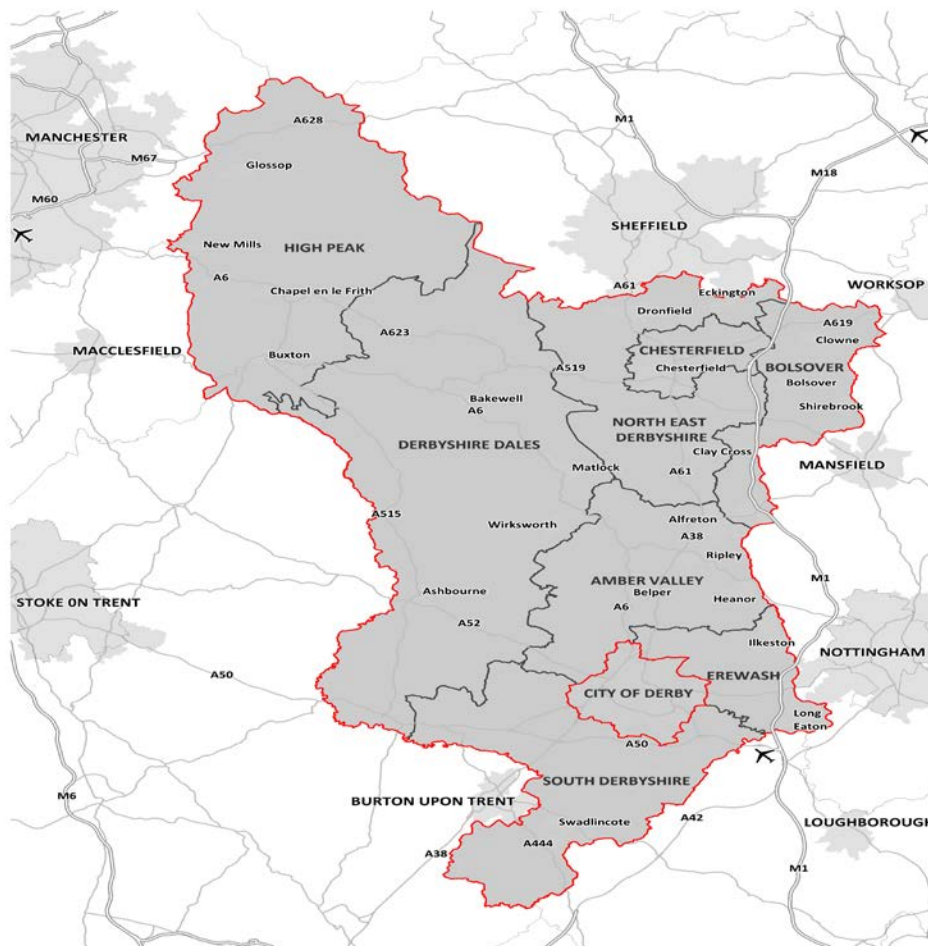 M1
A628
MANCHESTER
M67
Glossop
M18
M60
SHEFFIELD
New Mills
HIGH PEAK
A6
A61
Eckington
WORKSOP
Chapel en le Frith
Dronfield
A623
A619
Clowne
MACCLESFIELD
Buxton
CHESTERFIELD
Chesterfield
A519
BOLSOVER
Bolsover
Bakewell
A6
Shirebrook
NORTH EAST
DERBYSHIRE
DERBYSHIRE DALES
Clay Cross
Matlock
A61
MANSFIELD
A515
Wirksworth
Alfreton
A38
Ripley
AMBER VALLEY
M1
Ashbourne
Belper
Heanor
STOKE 0N TRENT
A6
A52
Ilkeston
NOTTINGHAM
A50
EREWASH
CITY OF DERBY
Long
Eaton
A50
SOUTH DERBYSHIRE
M6
BURTON UPON TRENT
Swadlincote
A42
LOUGHBOROUGH
A444
A38
M1